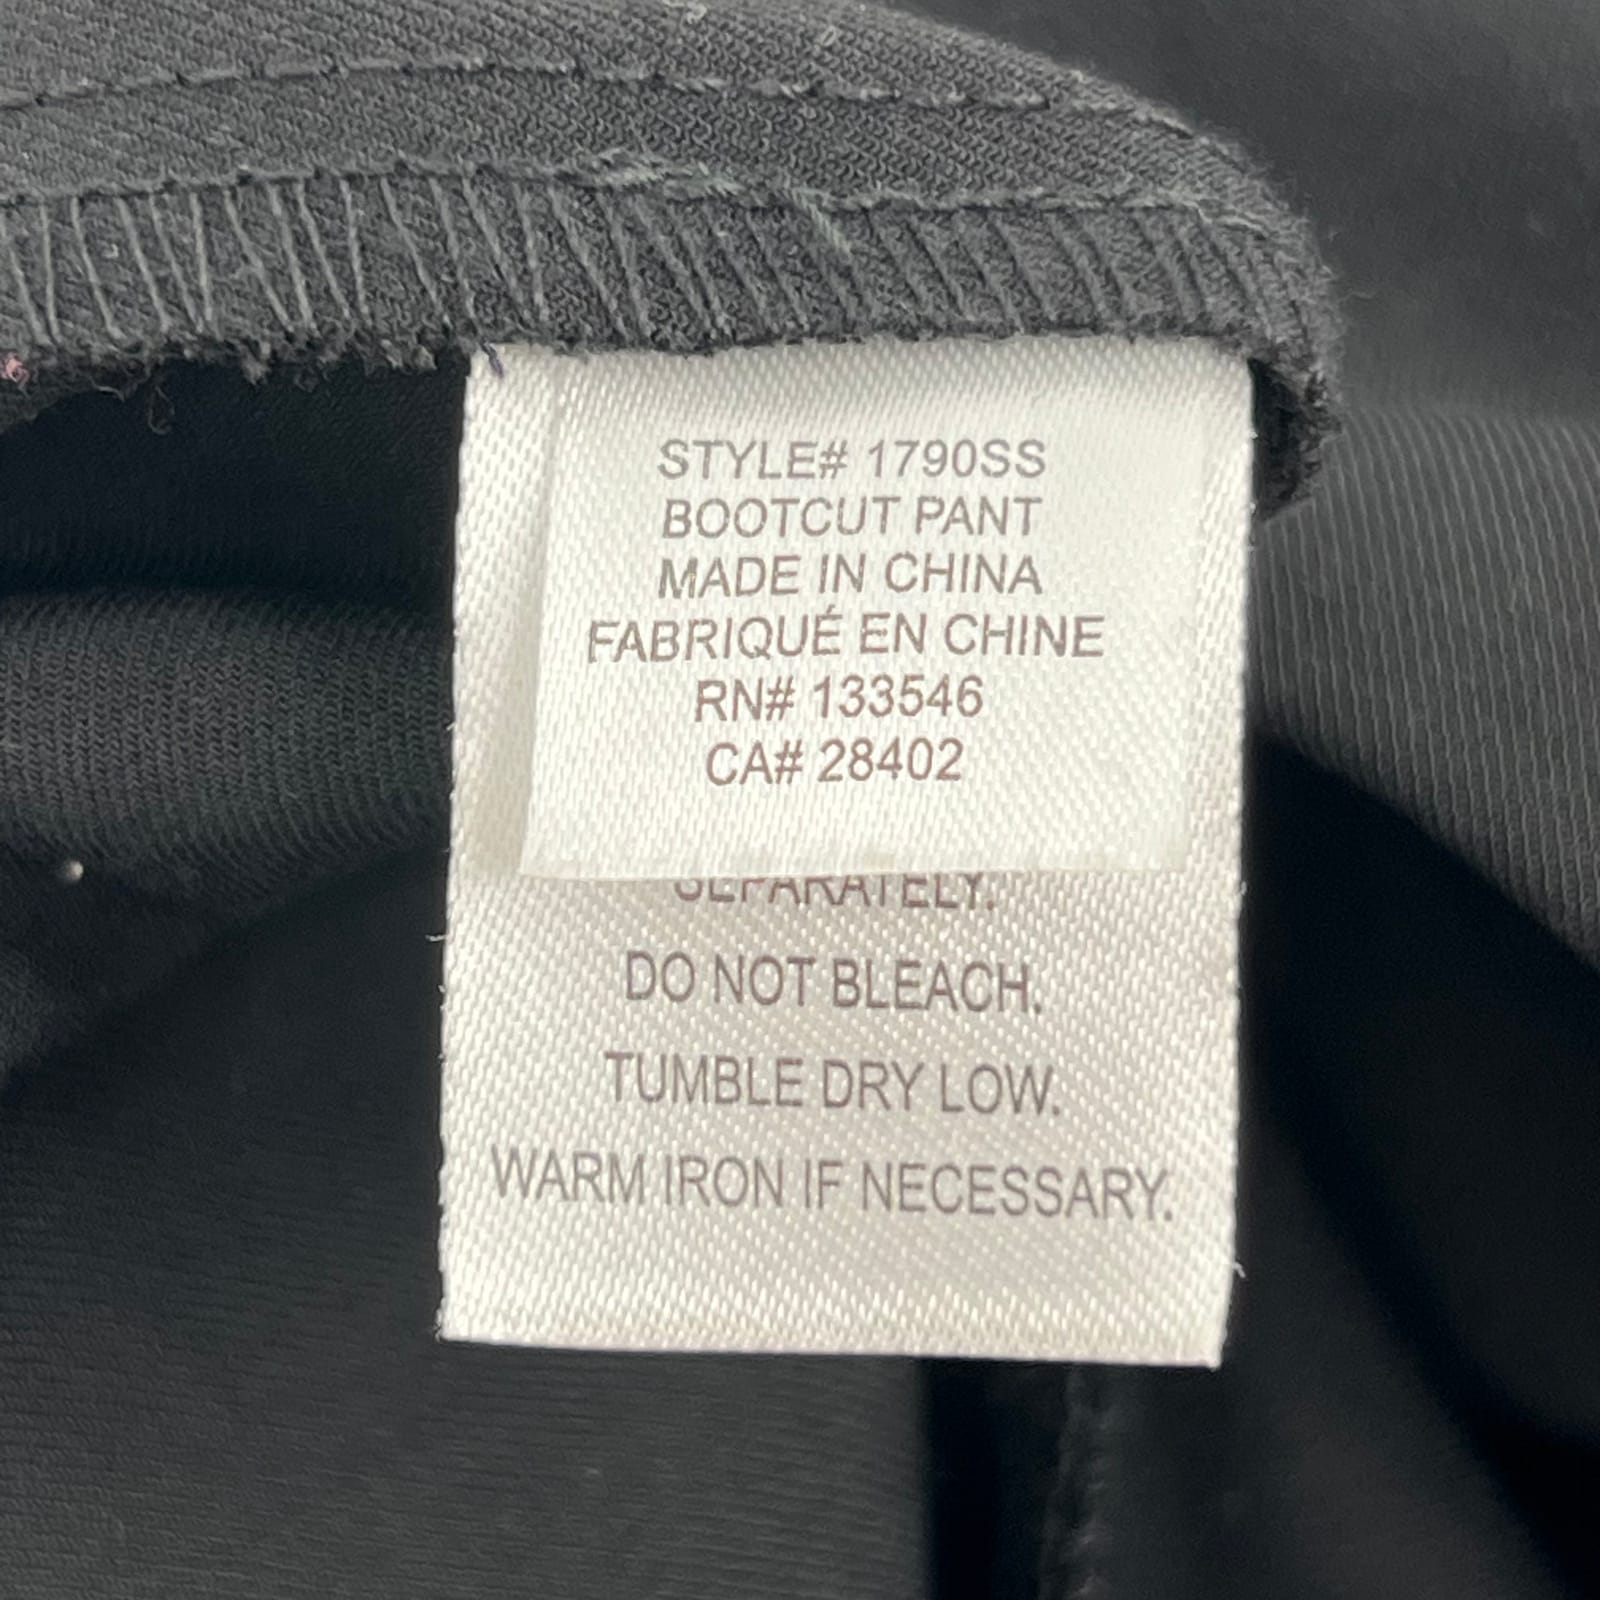 STYLE# 1790SS
BOOTCUT PANT
MADE IN CHINA
FABRIQUÉ EN CHINE
RN# 133546
CA# 28402
SEPARATELY.
DO NOT BLEACH.
TUMBLE DRY LOW.
WARM IRON IF NECESSARY.